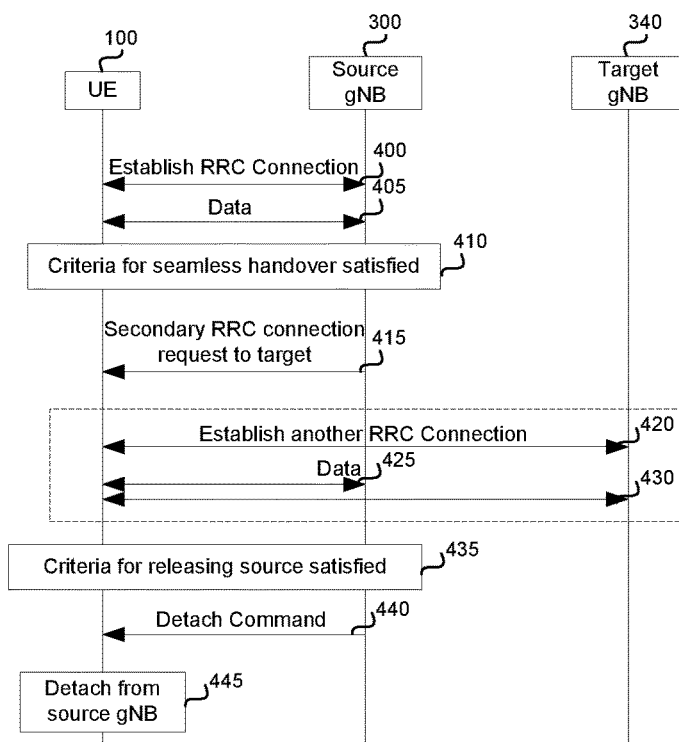 100
300
340
UE
Source
gNB
Target
gNB
Establish RRC Connection
400
Data
405
410
Criteria for seamless handover satisfied
Secondary RRC connection
request to target
415
Establish another RRC Connection
420
Data
425
430
435
Criteria for releasing source satisfied
Detach Command
440
Detach from
source gNB
445